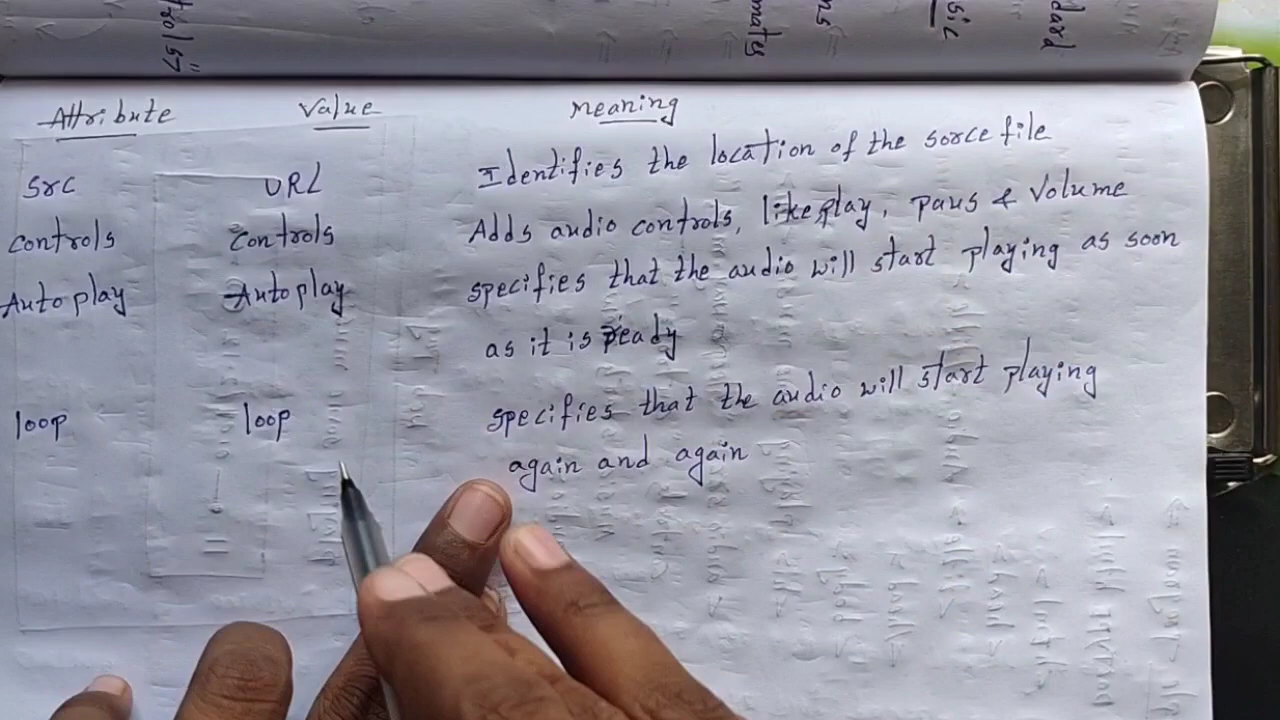 Attribute Value Meaning
src URL Identifies the location of the sorce file
controls controls Adds audio controls, like play, paus & Volume
Autoplay Autoplay specifies that the audio will start playing as soon
as it is ready
loop loop specifies that the audio will start playing
again and again